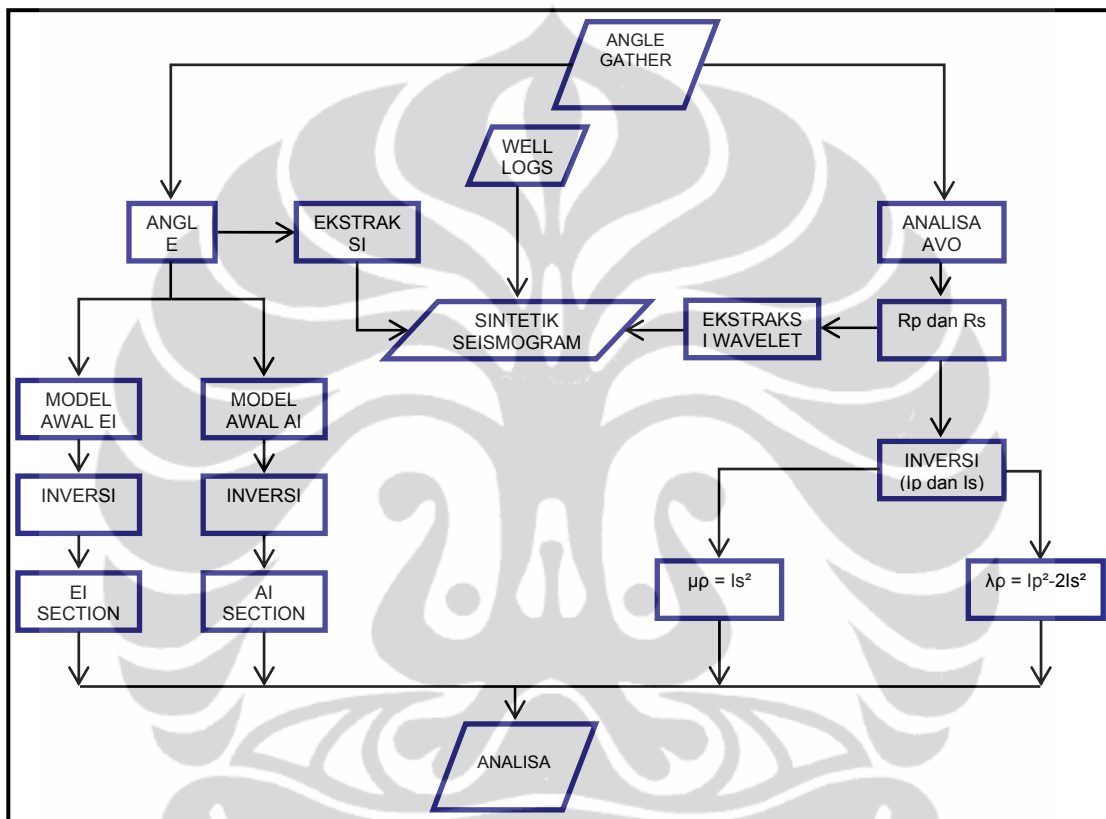 ANGLE
GATHER
WELL
LOGS
ANGL
E
EKSTRAK
SI
ANALISA
AVO
SINTETIK
SEISMOGRAM
EKSTRAKS
I WAVELET
Rp dan Rs
MODEL
AWAL EI
MODEL
AWAL AI
INVERSI
(Ip dan Is)
INVERSI
INVERSI
EI
SECTION
AI
SECTION
μρ = Is²
λρ = Ip²-2Is²
ANALISA